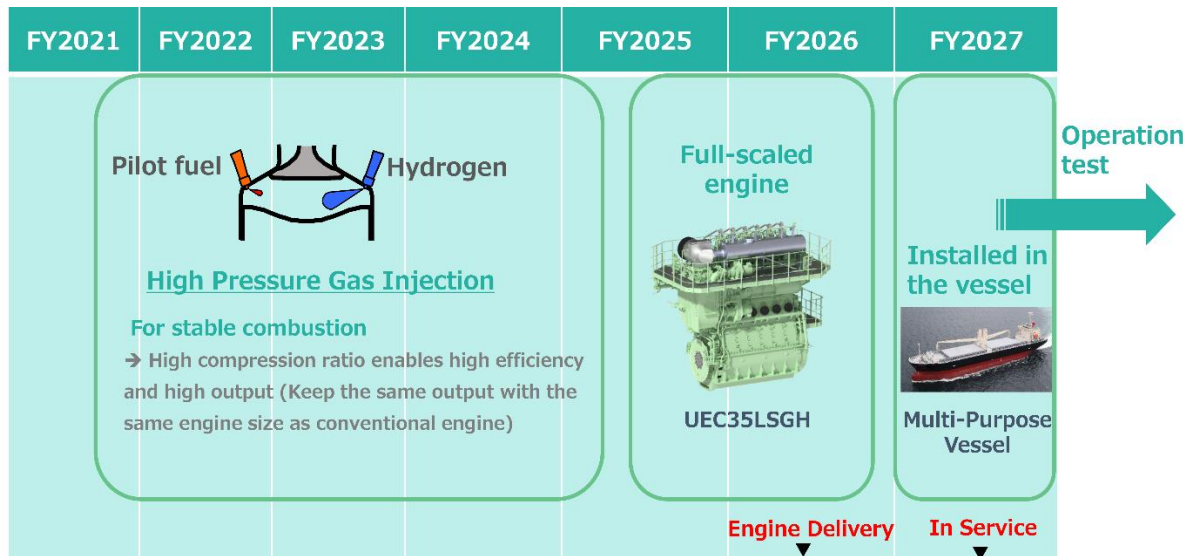 FY2021 FY2022 FY2023 FY2024 FY2025 FY2026 FY2027
Pilot fuel
Hydrogen
High Pressure Gas Injection
For stable combustion
→ High compression ratio enables high efficiency
and high output (Keep the same output with the
same engine size as conventional engine)
Full-scaled
engine
UEC35LSGH
Installed in
the vessel
Multi-Purpose
Vessel
Operation
test
Engine Delivery
In Service